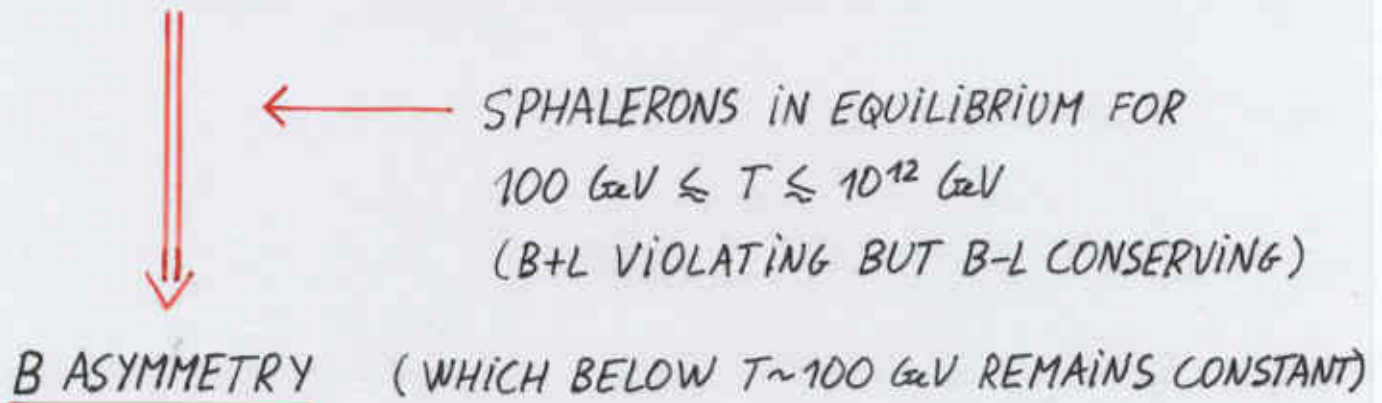 SPHALERONS IN EQUILIBRIUM FOR
100 GeV ≲ T ≲ 10¹² GeV
(B+L VIOLATING BUT B-L CONSERVING)
B ASYMMETRY (WHICH BELOW T~100 GeV REMAINS CONSTANT)